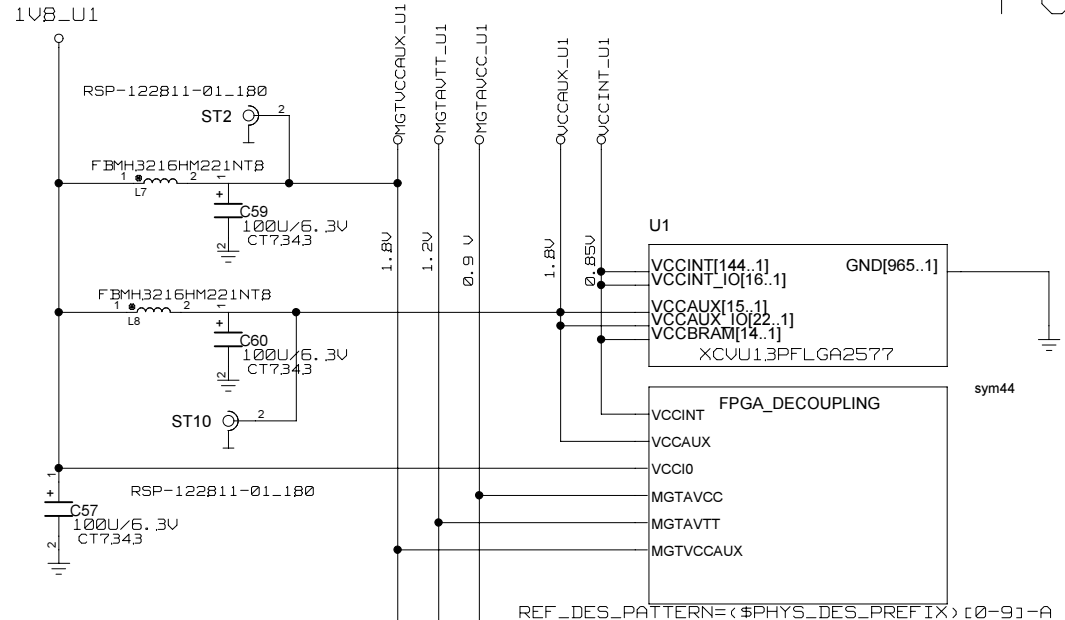 1V8_U1
MGTVCCAUX_U1
MGTAVTT_U1
MGTAVCC_U1
VCCAUX_U1
VCCINT_U1
RSP-122811-01_180
ST2
2
FBMH3216HM221NT8
1
2
L7
1
+
C59
100U/6.3V
CT7343
2
1.8V
1.2V
0.9 V
1.8V
0.85V
U1
VCCINT[144..1]
GND[965..1]
VCCINT_IO[16..1]
VCCAUX[15..1]
VCCAUX_IO[22..1]
VCCBRAM[14..1]
XCVU13PFLGA2577
FBMH3216HM221NT8
1
2
L8
1
+
C60
100U/6.3V
CT7343
2
ST10
2
sym44
FPGA_DECOUPLING
VCCINT
VCCAUX
VCCIO
MGTAVCC
MGTAVTT
MGTVCCAUX
RSP-122811-01_180
1
+
C57
100U/6.3V
CT7343
2
REF_DES_PATTERN=($PHYS_DES_PREFIX)[0-9]-A